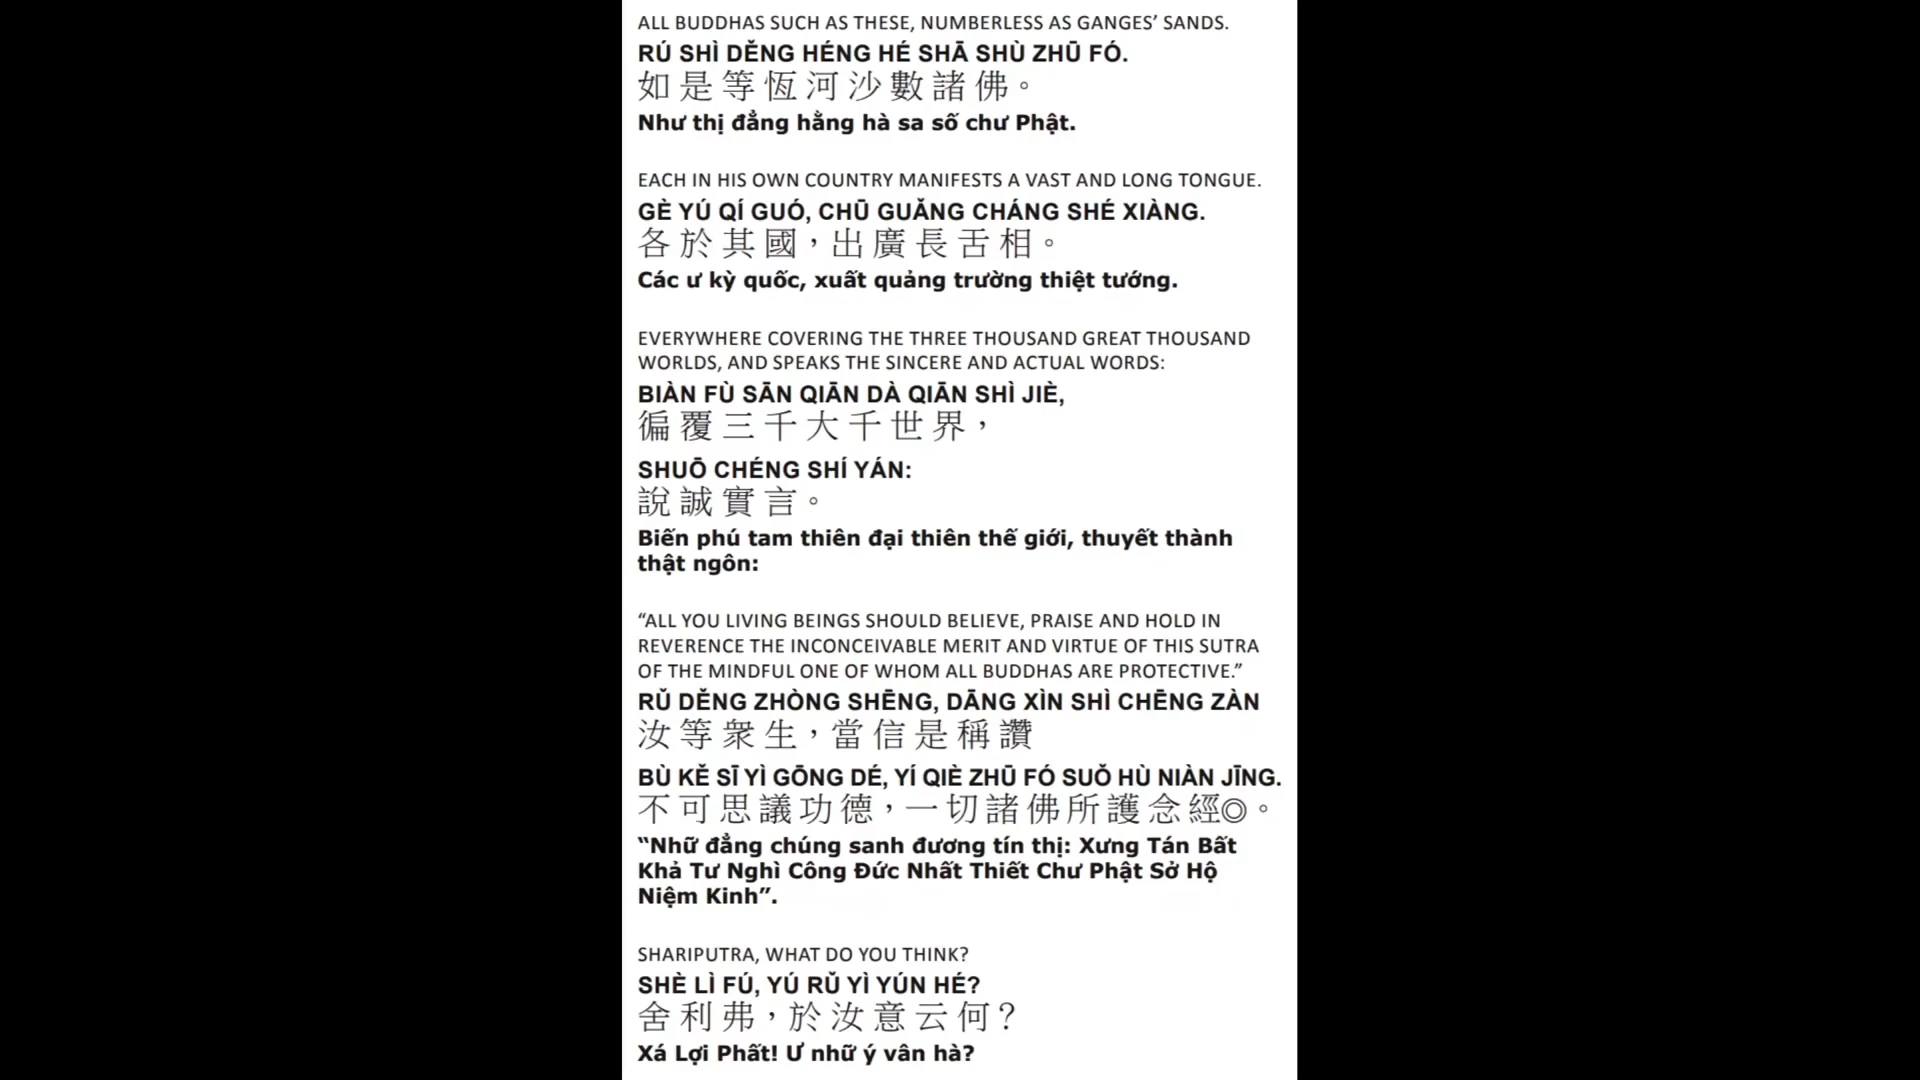 ALL BUDDHAS SUCH AS THESE, NUMBERLESS AS GANGES’ SANDS.
RÚ SHÌ DĚNG HÉNG HÉ SHĀ SHÙ ZHŪ FÓ.
如是等恆河沙數諸佛。
Như thị đẳng hằng hà sa số chư Phật.
EACH IN HIS OWN COUNTRY MANIFESTS A VAST AND LONG TONGUE.
GÈ YÚ QÍ GUÓ, CHŪ GUǍNG CHÁNG SHÉ XIÀNG.
各於其國，出廣長舌相。
Các ư kỳ quốc, xuất quảng trường thiệt tướng.
EVERYWHERE COVERING THE THREE THOUSAND GREAT THOUSAND
WORLDS, AND SPEAKS THE SINCERE AND ACTUAL WORDS:
BIÀN FÙ SĀN QIĀN DÀ QIĀN SHÌ JIÈ,
徧覆三千大千世界，
SHUŌ CHÉNG SHÍ YÁN:
說誠實言。
Biến phú tam thiên đại thiên thế giới, thuyết thành
thật ngôn:
“ALL YOU LIVING BEINGS SHOULD BELIEVE, PRAISE AND HOLD IN
REVERENCE THE INCONCEIVABLE MERIT AND VIRTUE OF THIS SUTRA
OF THE MINDFUL ONE OF WHOM ALL BUDDHAS ARE PROTECTIVE.”
RǓ DĚNG ZHÒNG SHĒNG, DĀNG XÌN SHÌ CHĒNG ZÀN
汝等衆生，當信是稱讚
BÙ KĚ SĪ YÌ GŌNG DÉ, YÍ QIÈ ZHŪ FÓ SUǑ HÙ NIÀN JĪNG.
不可思議功德，一切諸佛所護念經◎。
“Nhữ đẳng chúng sanh đương tín thị: Xưng Tán Bất
Khả Tư Nghì Công Đức Nhất Thiết Chư Phật Sở Hộ
Niệm Kinh”.
SHARIPUTRA, WHAT DO YOU THINK?
SHÈ LÌ FÚ, YÚ RǓ YÌ YÚN HÉ?
舍利弗，於汝意云何？
Xá Lợi Phất! Ư nhữ ý vân hà?